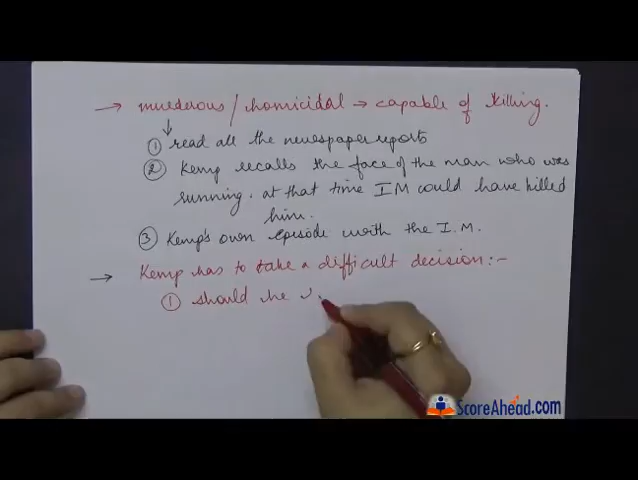 → murderous / homicidal → capable of killing.
① read all the newspaper reports
② Kemp recalls the face of the man who was
running. at that time IM could have killed
him.
③ Kemp's own episode with the I.M.
→ Kemp has to take a difficult decision:-
① should he
ScoreAhead.com